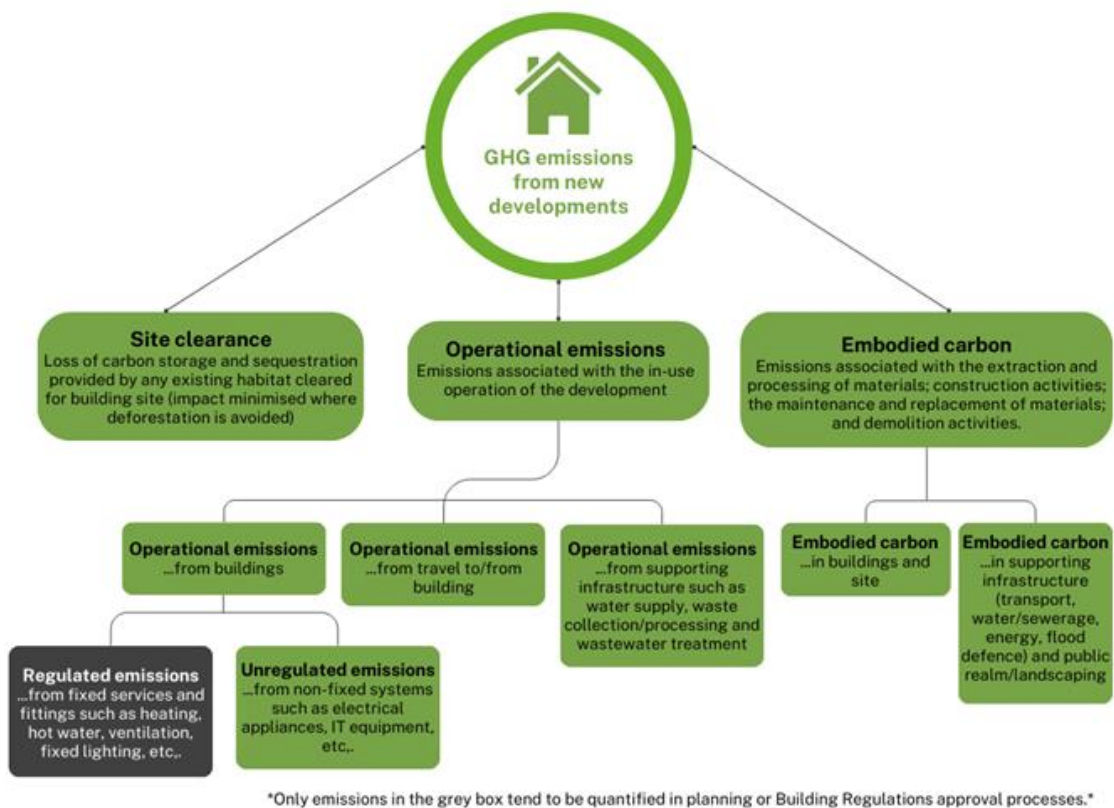 GHG emissions
from new
developments
Site clearance
Loss of carbon storage and sequestration
provided by any existing habitat cleared
for building site (impact minimised where
deforestation is avoided)
Operational emissions
Emissions associated with the in-use
operation of the development
Embodied carbon
Emissions associated with the extraction and
processing of materials; construction activities;
the maintenance and replacement of materials;
and demolition activities.
Operational emissions
...from buildings
Operational emissions
...from travel to/from
building
Operational emissions
...from supporting
infrastructure such as
water supply, waste
collection/processing and
wastewater treatment
Embodied carbon
...in buildings and
site
Embodied carbon
...in supporting
infrastructure
(transport,
water/sewerage,
energy, flood
defence) and public
realm/landscaping
Regulated emissions
...from fixed services and
fittings such as heating,
hot water, ventilation,
fixed lighting, etc,.
Unregulated emissions
...from non-fixed systems
such as electrical
appliances, IT equipment,
etc,.
*Only emissions in the grey box tend to be quantified in planning or Building Regulations approval processes.*